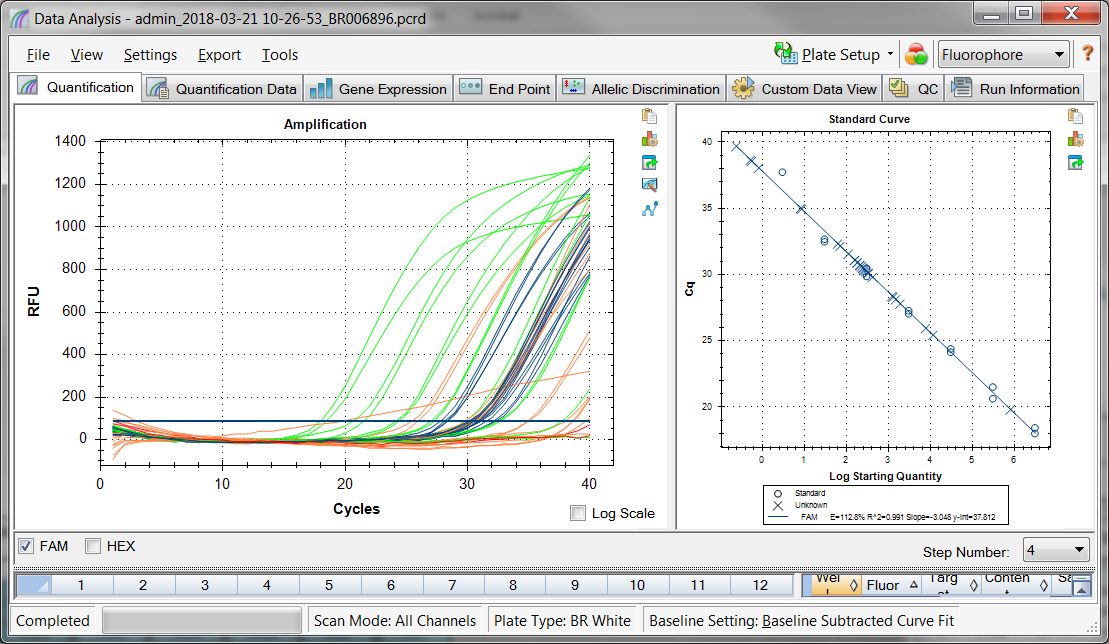 Data Analysis - admin_2018-03-21 10-26-53_BR006896.pcrd
File View Settings Export Tools Plate Setup Fluorophore ?
Quantification Quantification Data Gene Expression End Point Allelic Discrimination Custom Data View QC Run Information
Amplification
1400
1200
1000
800
600
400
200
0
RFU
0 10 20 30 40
Cycles
Log Scale
Standard Curve
40
35
30
25
20
Cq
0 1 2 3 4 5 6
Log Starting Quantity
Standard
Unknown
FAM E=112.8% R^2=0.991 Slope=-3.048 y-int=37.812
FAM HEX
Step Number: 4
1 2 3 4 5 6 7 8 9 10 11 12 Fluor
Completed Scan Mode: All Channels Plate Type: BR White Baseline Setting: Baseline Subtracted Curve Fit